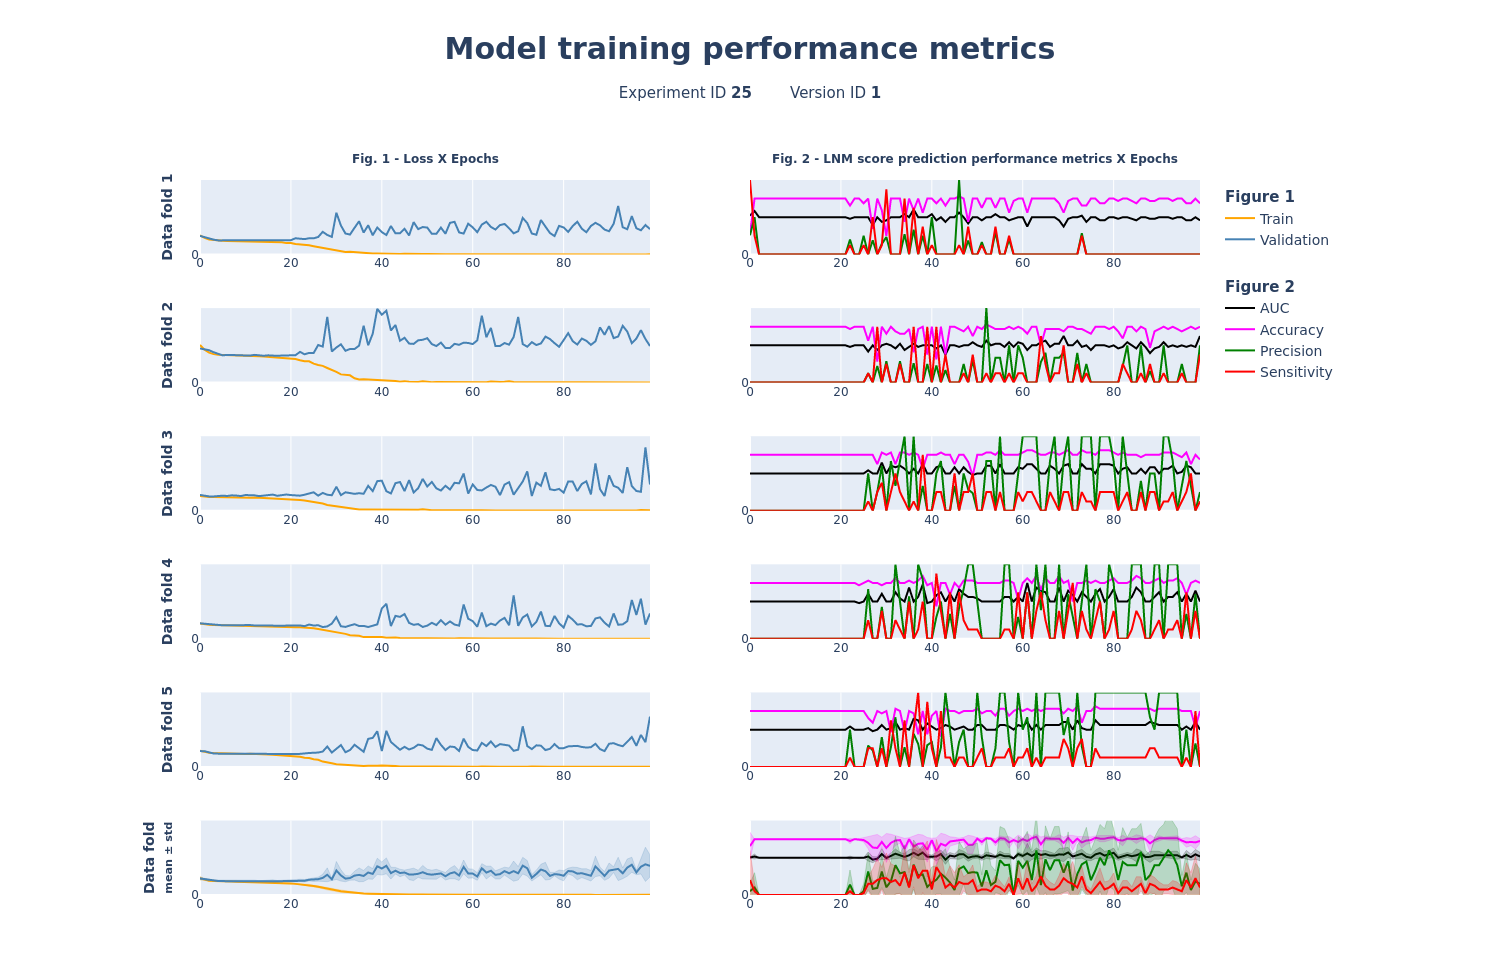 Model training performance metrics
Experiment ID 25 Version ID 1
Fig. 1 - Loss X Epochs
Fig. 2 - LNM score prediction performance metrics X Epochs
Data fold 1
0
0 20 40 60 80
0
0 20 40 60 80
Figure 1
Train
Validation
Figure 2
AUC
Accuracy
Precision
Sensitivity
Data fold 2
0
0 20 40 60 80
0
0 20 40 60 80
Data fold 3
0
0 20 40 60 80
0
0 20 40 60 80
Data fold 4
0
0 20 40 60 80
0
0 20 40 60 80
Data fold 5
0
0 20 40 60 80
0
0 20 40 60 80
Data fold
mean ± std
0
0 20 40 60 80
0
0 20 40 60 80